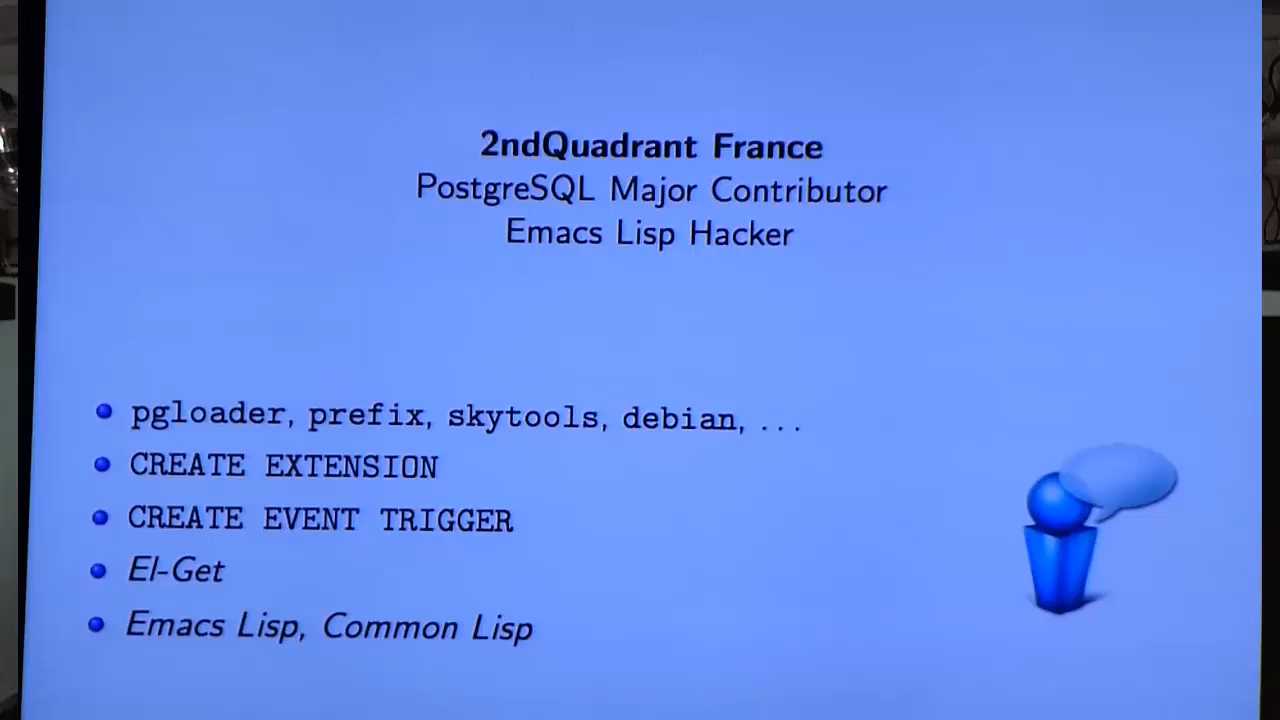 2ndQuadrant France
PostgreSQL Major Contributor
Emacs Lisp Hacker
pgloader, prefix, skytools, debian, ...
CREATE EXTENSION
CREATE EVENT TRIGGER
El-Get
Emacs Lisp, Common Lisp